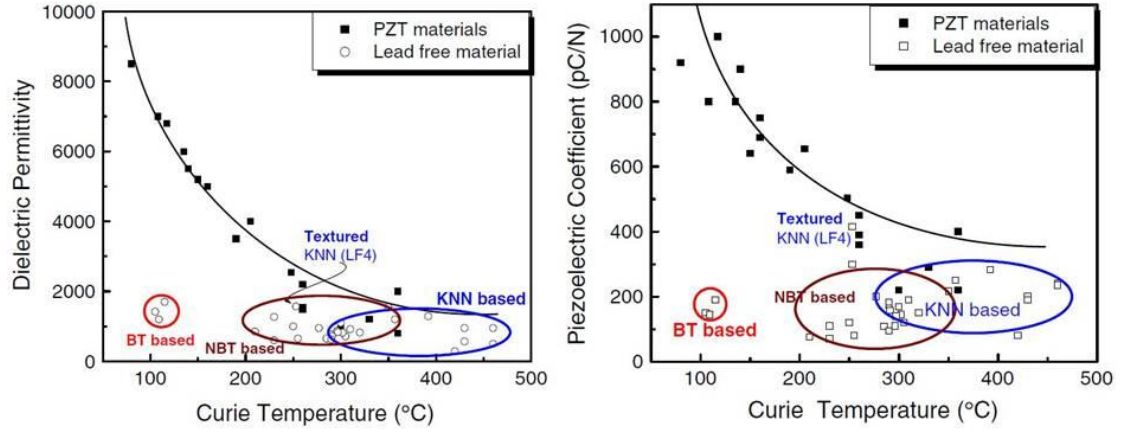 10000
8000
6000
4000
2000
0
100
200
300
400
500
Dielectric Permittivity
Curie Temperature (°C)
PZT materials
Lead free material
Textured
KNN (LF4)
KNN based
BT based
NBT based
1000
800
600
400
200
0
100
200
300
400
500
Piezoelectric Coefficient (pC/N)
Curie Temperature (°C)
PZT materials
Lead free material
Textured
KNN (LF4)
NBT based
KNN based
BT based